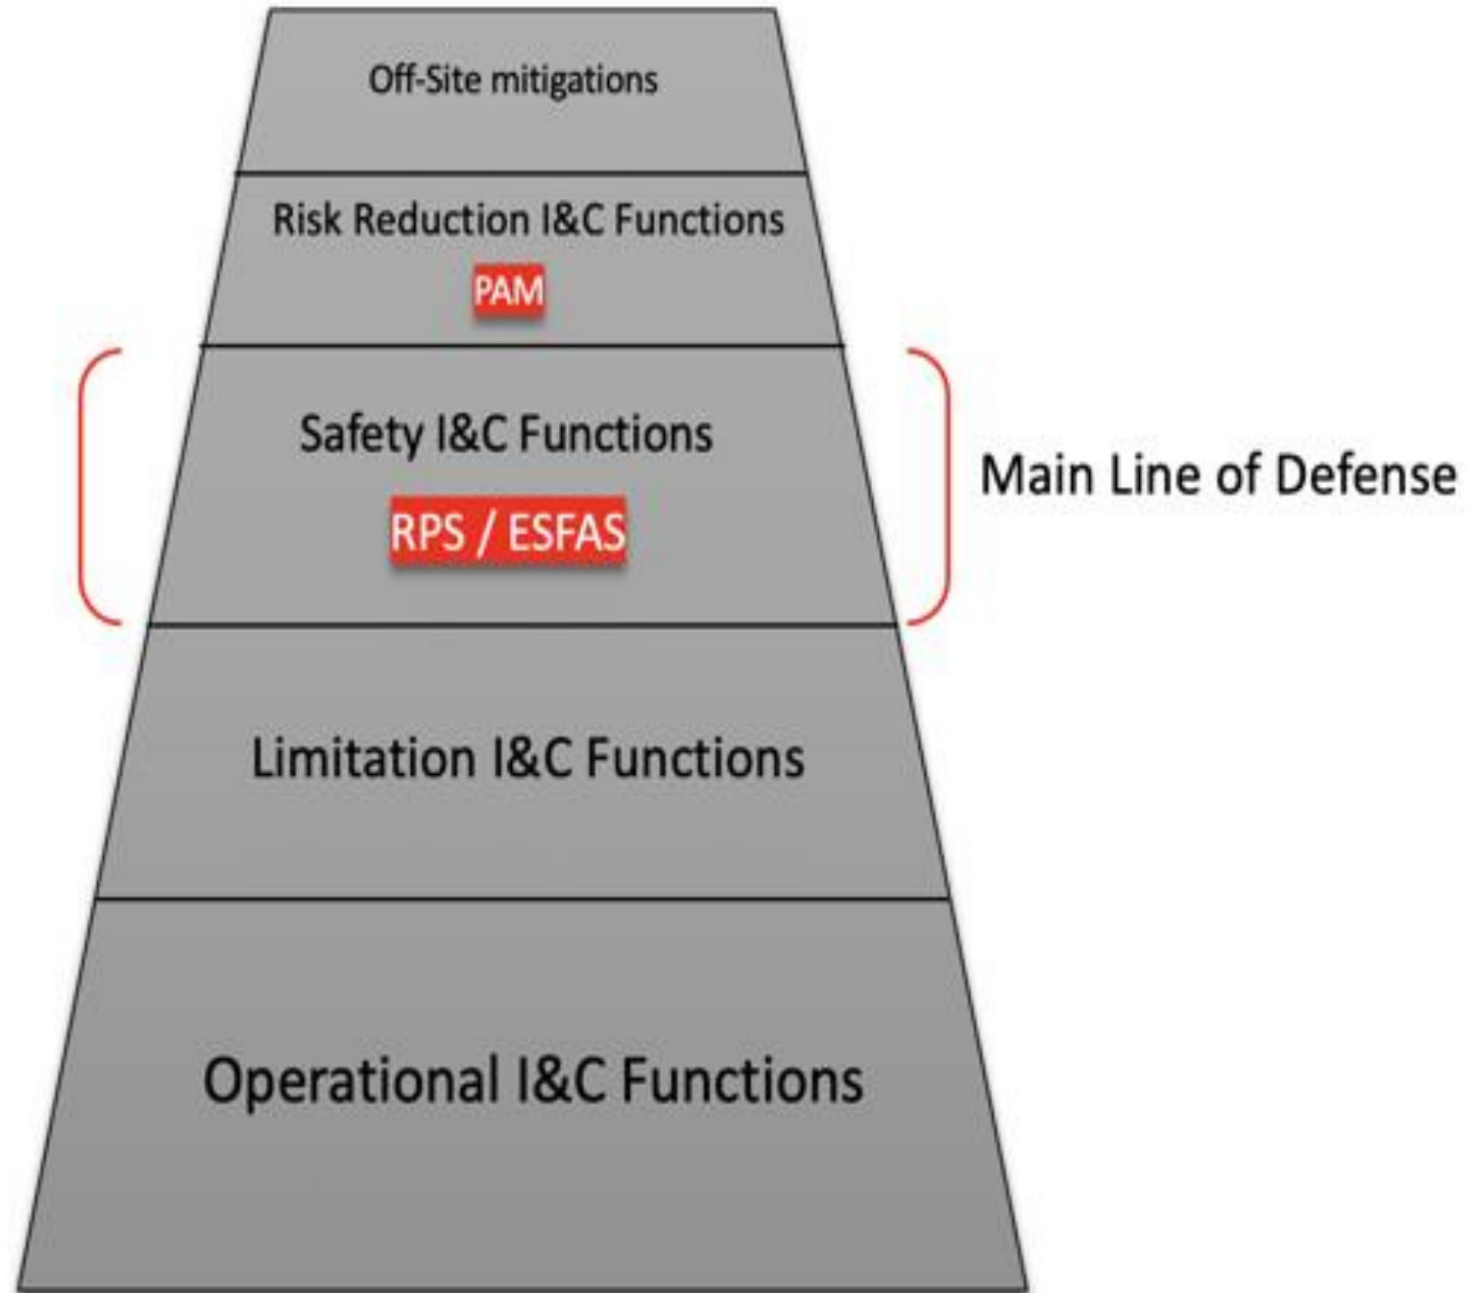 Off-Site mitigations
Risk Reduction I&C Functions
PAM
Safety I&C Functions
RPS / ESFAS
Main Line of Defense
Limitation I&C Functions
Operational I&C Functions